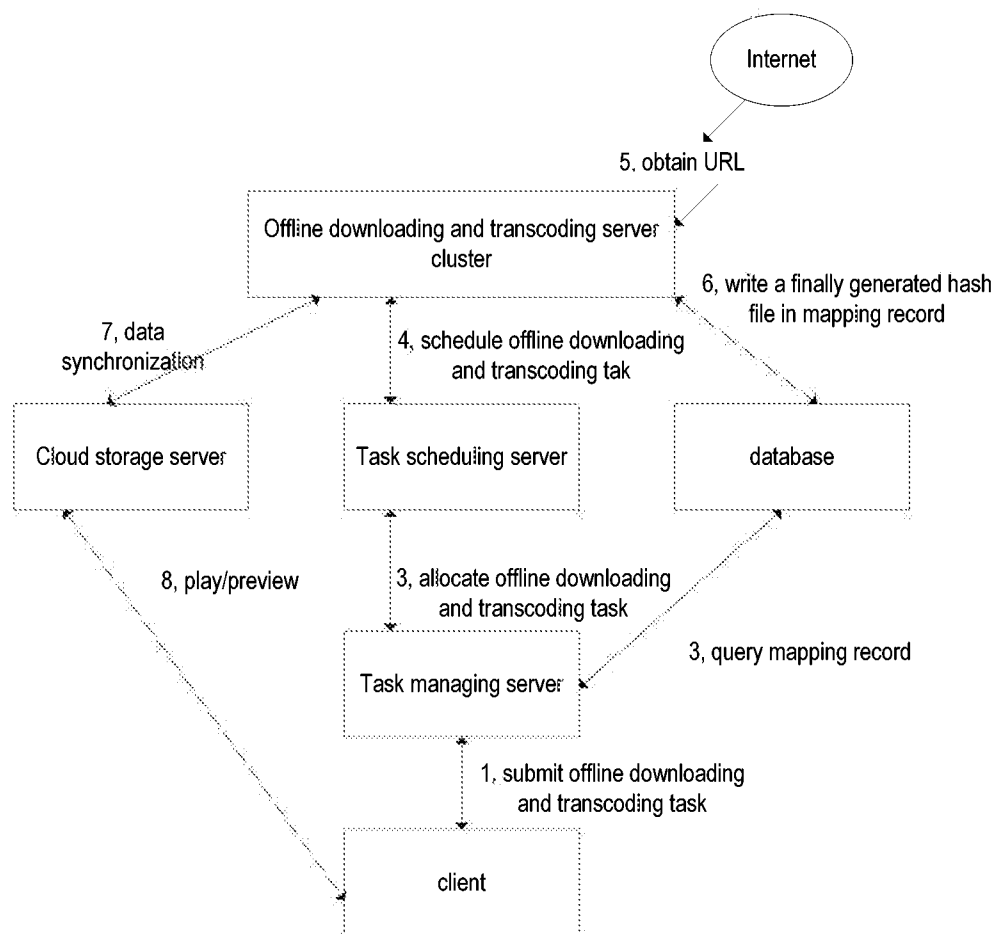 Internet
5, obtain URL
Offline downloading and transcoding server
cluster
6, write a finally generated hash
file in mapping record
7, data
synchronization
4, schedule offline downloading
and transcoding tak
Cloud storage server
Task scheduling server
database
8, play/preview
3, allocate offline downloading
and transcoding task
3, query mapping record
Task managing server
1, submit offline downloading
and transcoding task
client